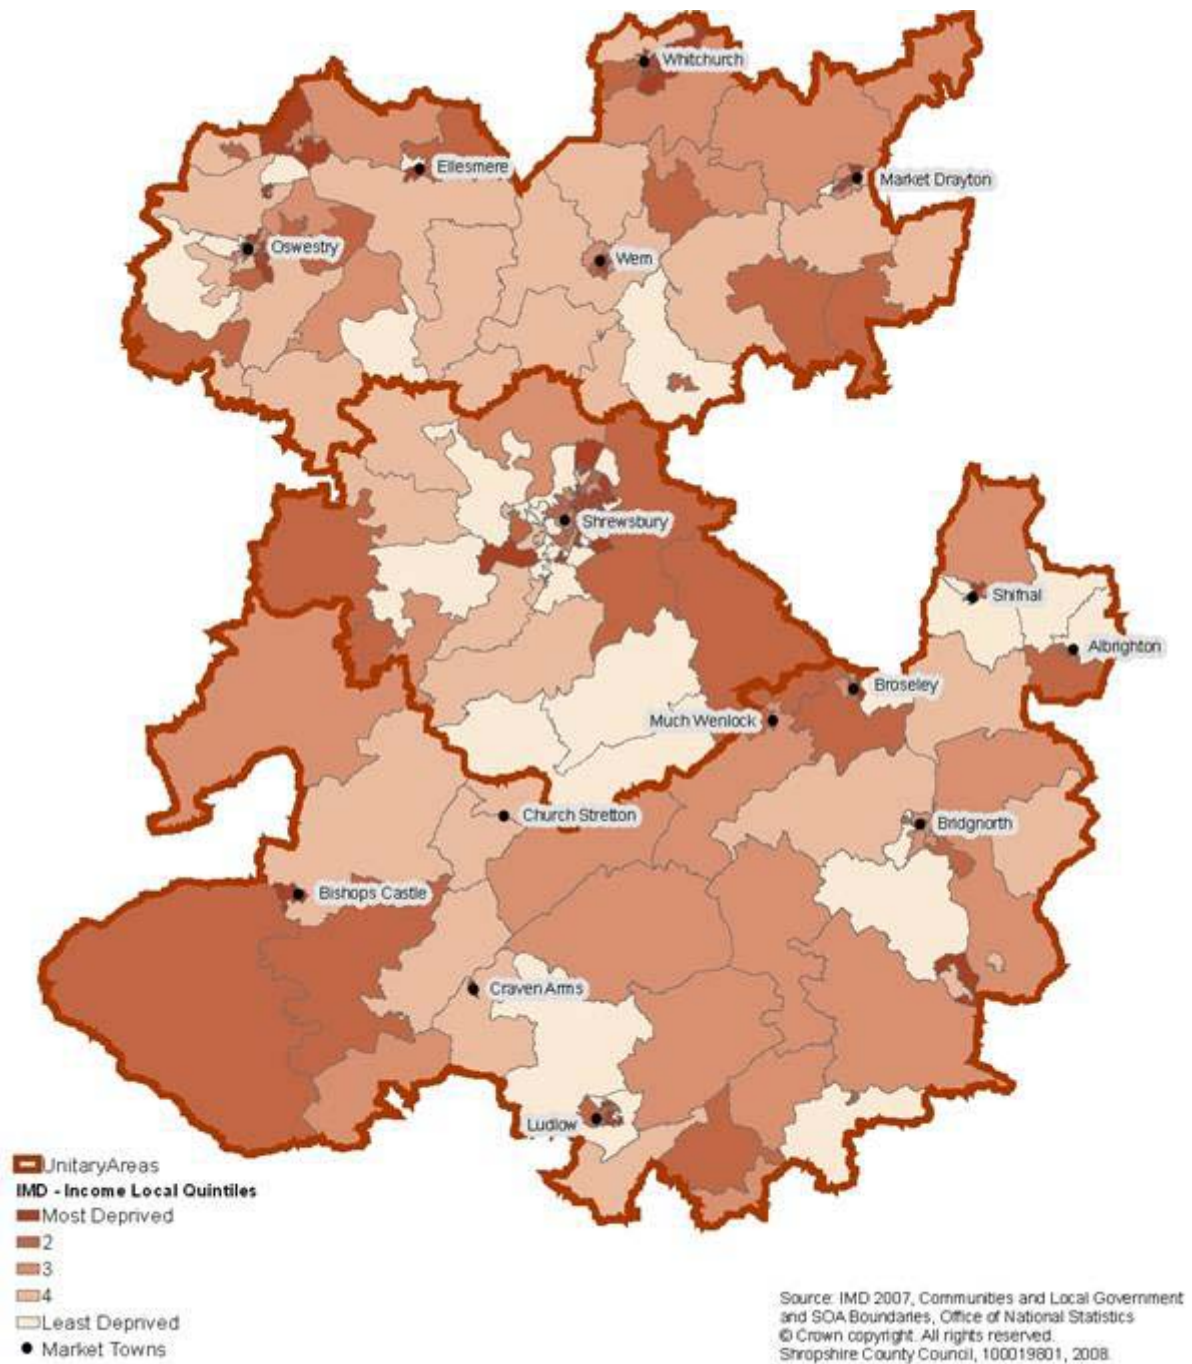 Whitchurch
Ellesmere
Market Drayton
Oswestry
Wem
Shrewsbury
Shifnal
Albrighton
Broseley
Much Wenlock
Church Stretton
Bridgnorth
Bishops Castle
Craven Arms
Ludlow
UnitaryAreas
IMD - Income Local Quintiles
Most Deprived
2
3
4
Least Deprived
Market Towns
Source: IMD 2007, Communities and Local Government
and SOA Boundaries, Office of National Statistics
© Crown copyright. All rights reserved.
Shropshire County Council, 100019801, 2008.